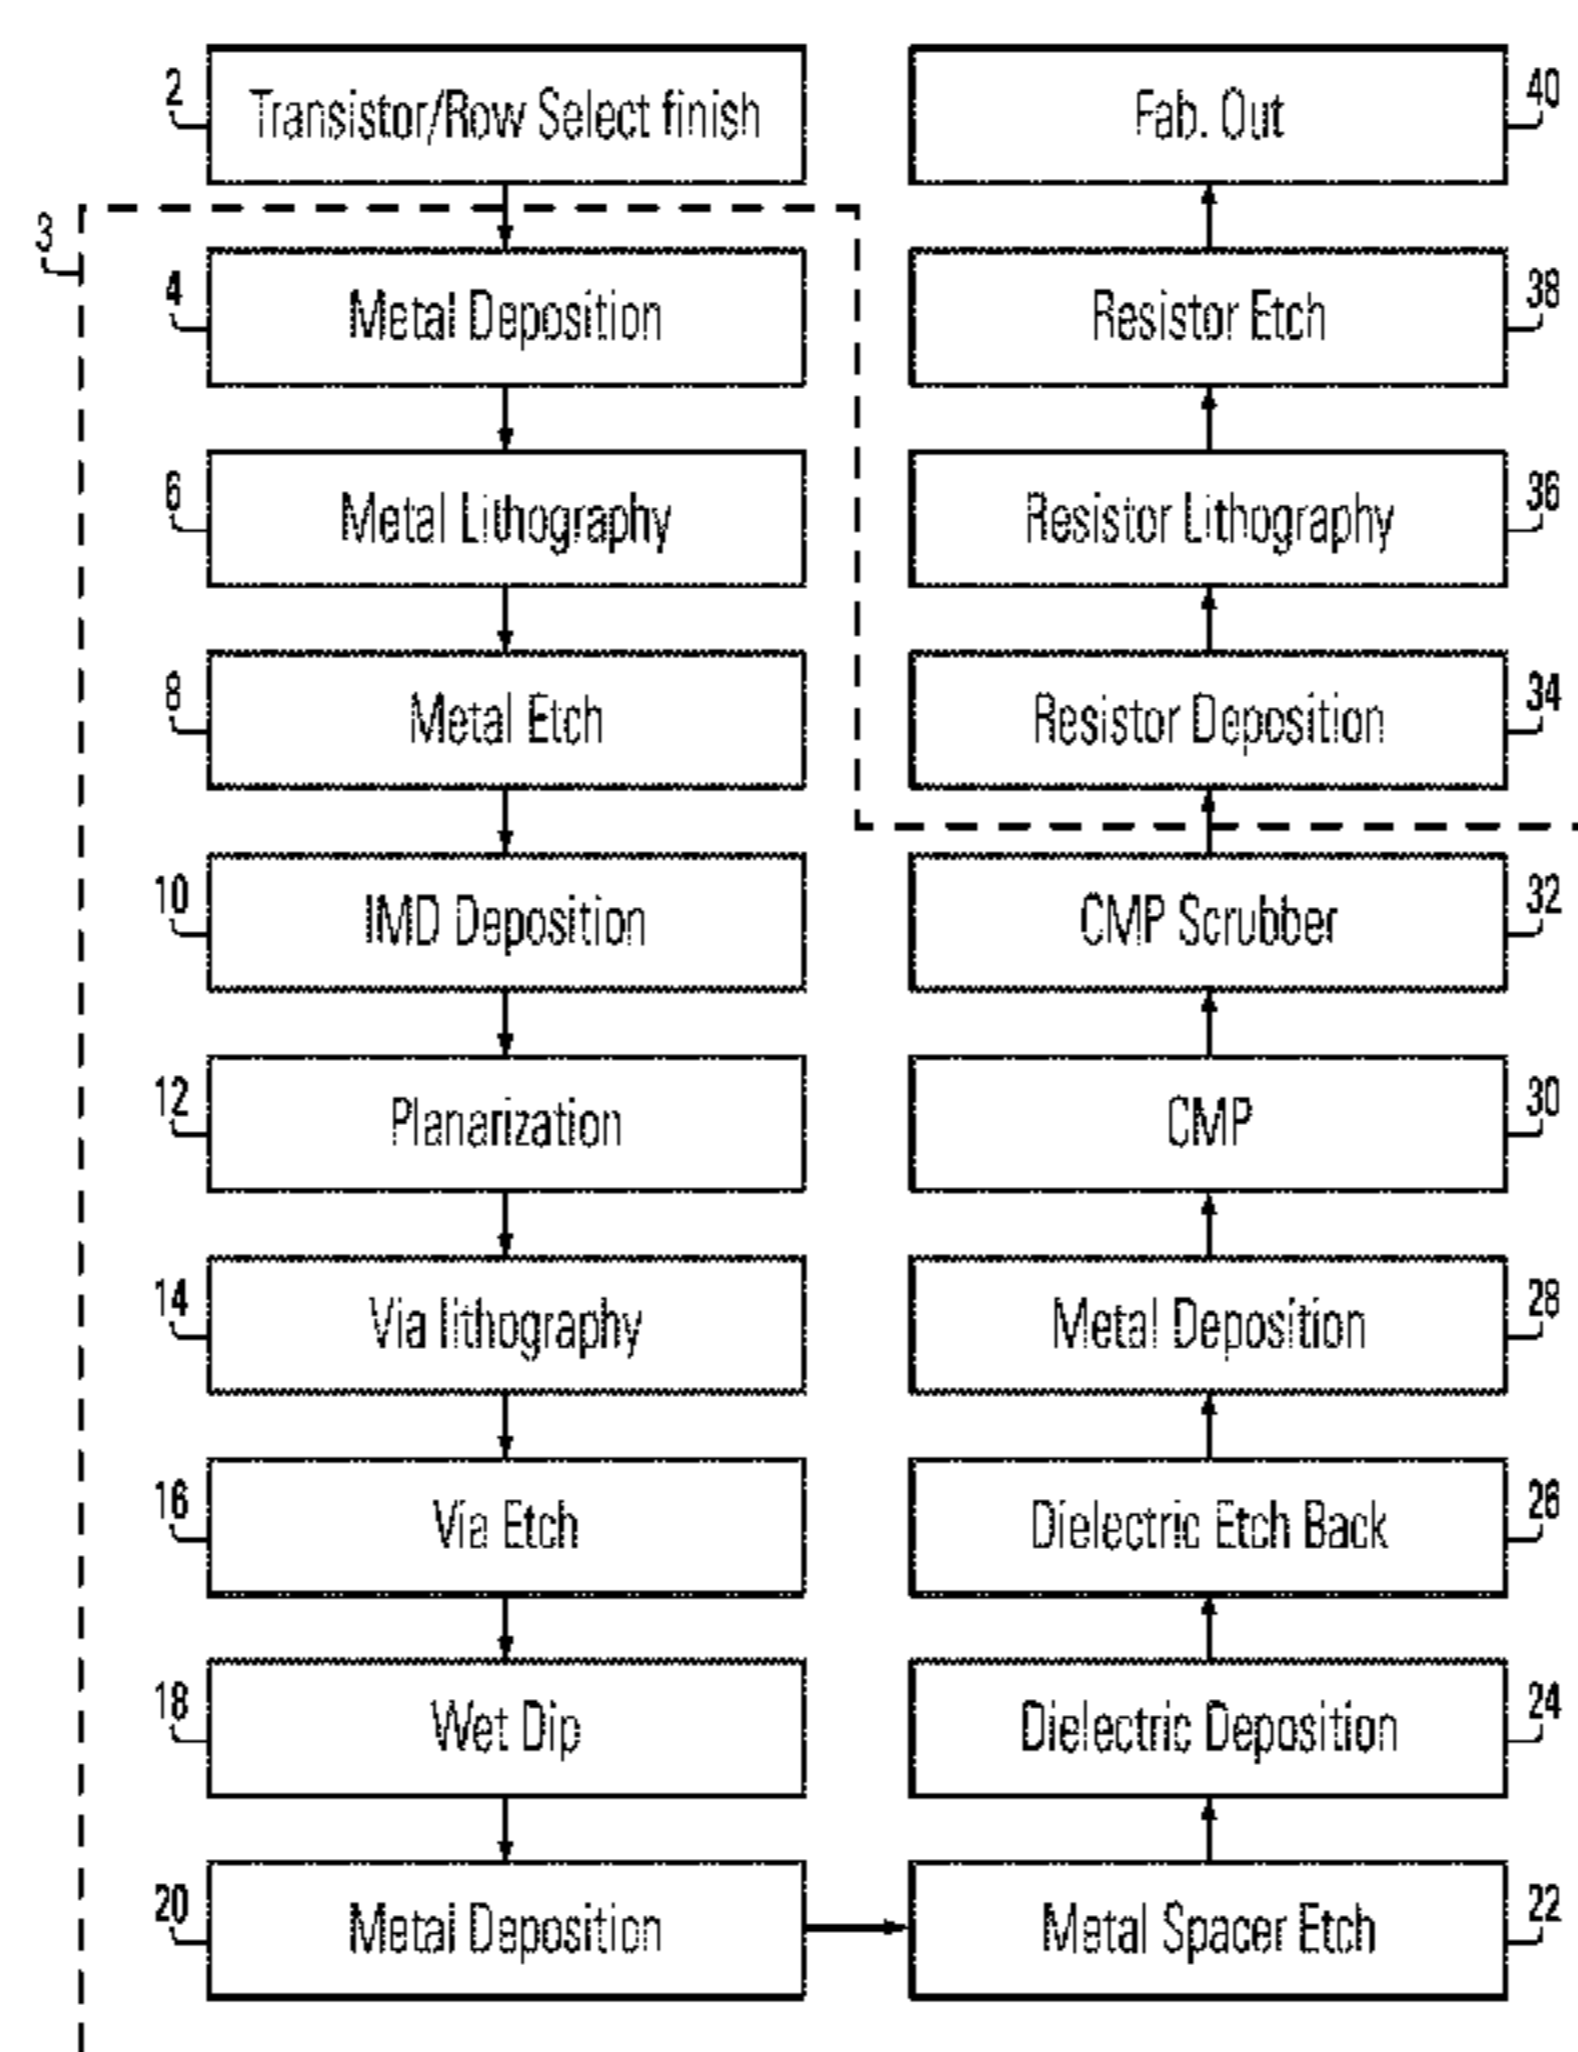 2
Transistor/Row Select finish
3
4
Metal Deposition
6
Metal Lithography
8
Metal Etch
10
IMD Deposition
12
Planarization
14
Via lithography
16
Via Etch
18
Wet Dip
20
Metal Deposition
Metal Spacer Etch
22
Dielectric Deposition
24
Dielectric Etch Back
26
Metal Deposition
28
CMP
30
CMP Scrubber
32
Resistor Deposition
34
Resistor Lithography
36
Resistor Etch
38
Fab. Out
40